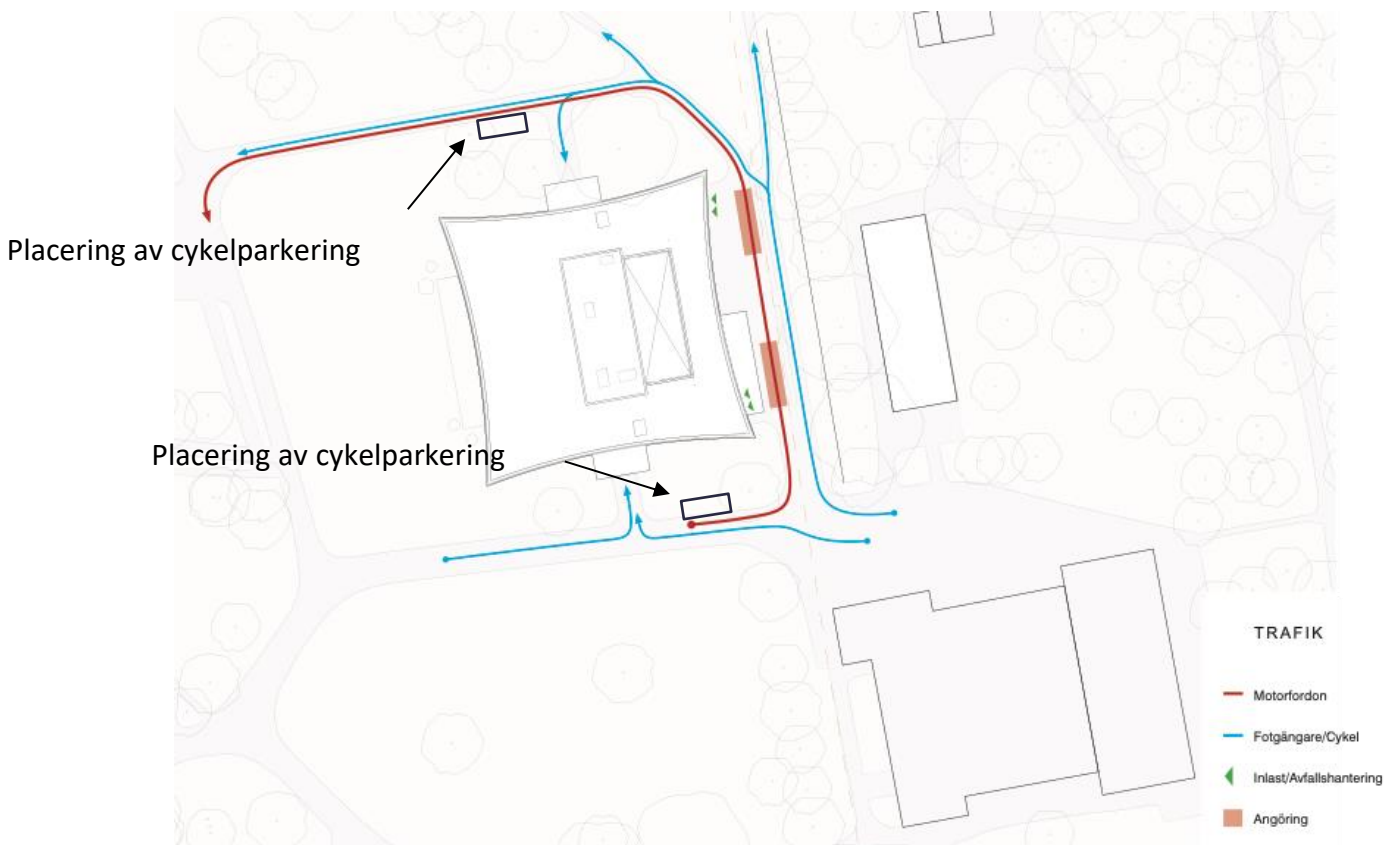 Placering av cykelparkering
Placering av cykelparkering
TRAFIK
Motorfordon
Fotgängare/Cykel
Inlast/Avfallshantering
Angöring